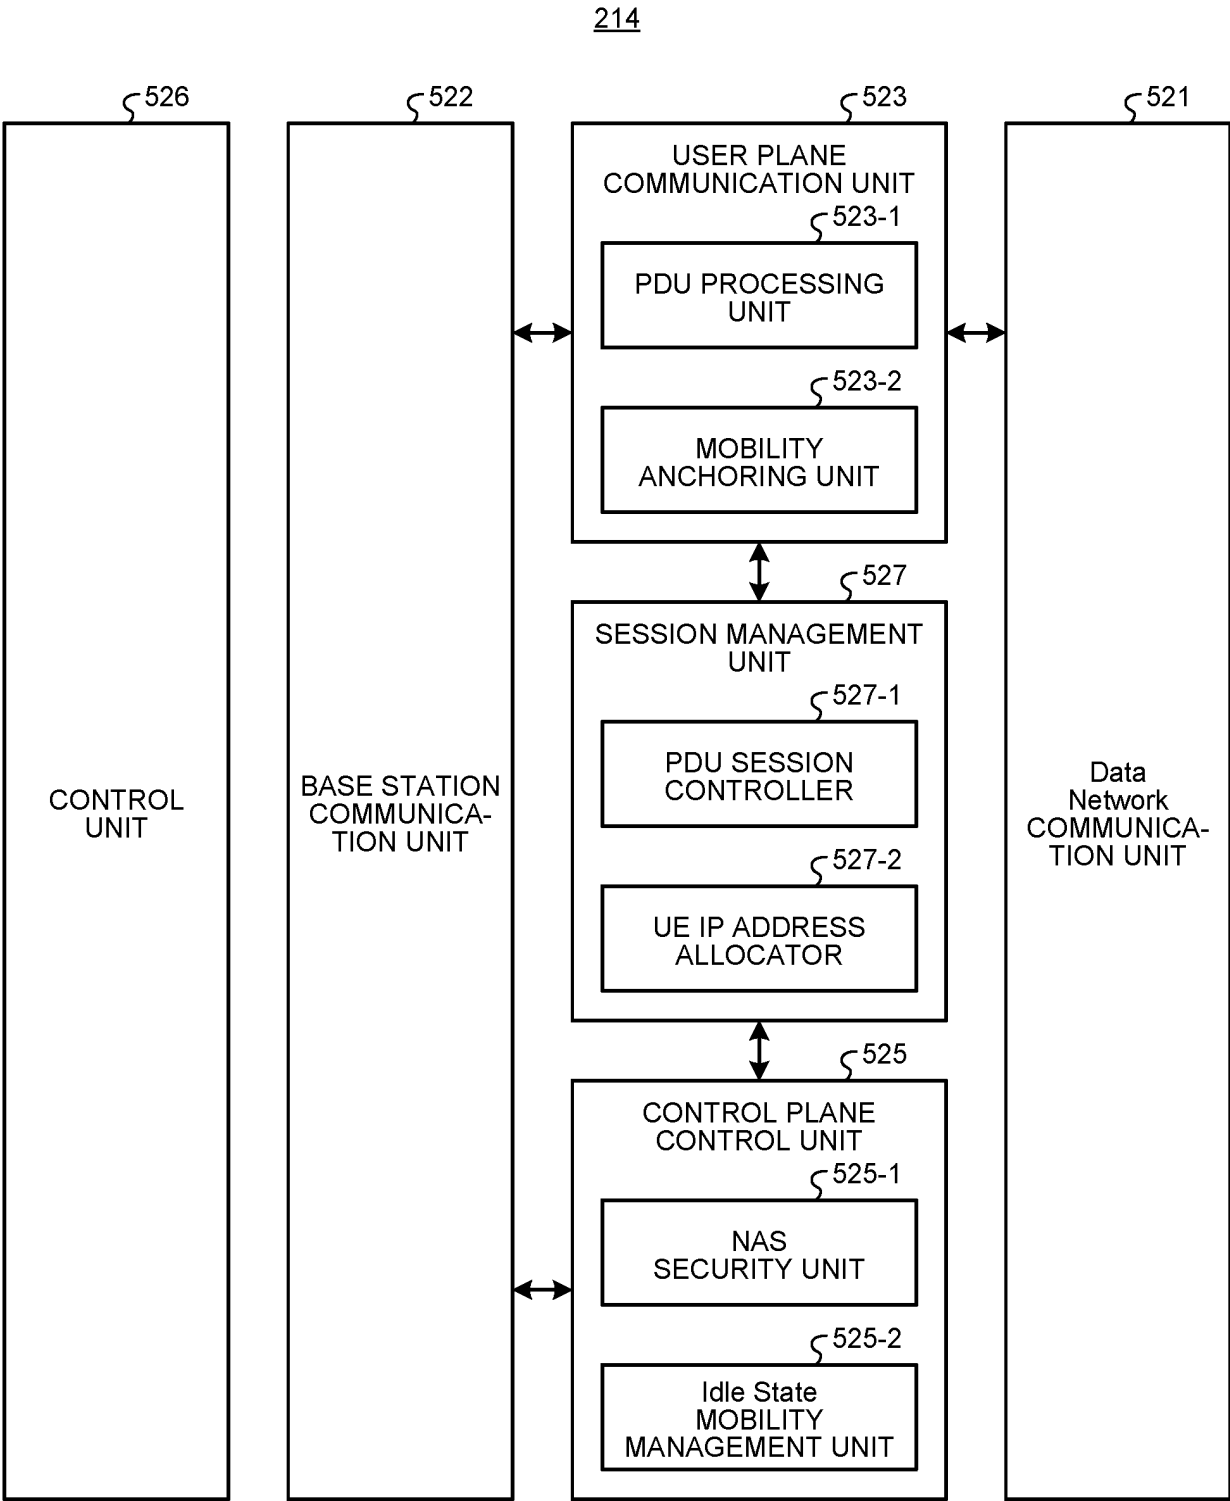 214
526
CONTROL
UNIT
522
BASE STATION
COMMUNICA-
TION UNIT
523
USER PLANE
COMMUNICATION UNIT
523-1
PDU PROCESSING
UNIT
523-2
MOBILITY
ANCHORING UNIT
527
SESSION MANAGEMENT
UNIT
527-1
PDU SESSION
CONTROLLER
527-2
UE IP ADDRESS
ALLOCATOR
525
CONTROL PLANE
CONTROL UNIT
525-1
NAS
SECURITY UNIT
525-2
Idle State
MOBILITY
MANAGEMENT UNIT
521
Data
Network
COMMUNICA-
TION UNIT